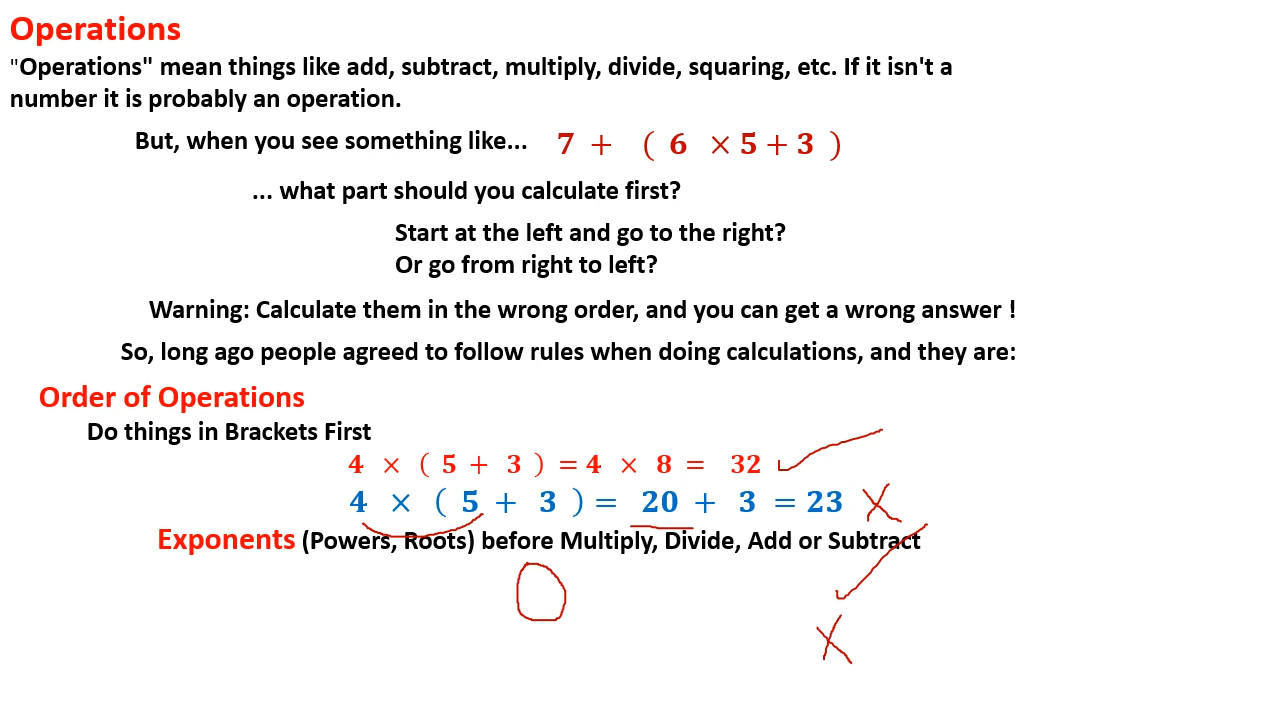 Operations
"Operations" mean things like add, subtract, multiply, divide, squaring, etc. If it isn't a
number it is probably an operation.
But, when you see something like... 7 + ( 6 × 5 + 3 )
... what part should you calculate first?
Start at the left and go to the right?
Or go from right to left?
Warning: Calculate them in the wrong order, and you can get a wrong answer !
So, long ago people agreed to follow rules when doing calculations, and they are:
Order of Operations
Do things in Brackets First
4 × ( 5 + 3 ) = 4 × 8 = 32
4 × ( 5 + 3 ) = 20 + 3 = 23
Exponents (Powers, Roots) before Multiply, Divide, Add or Subtract